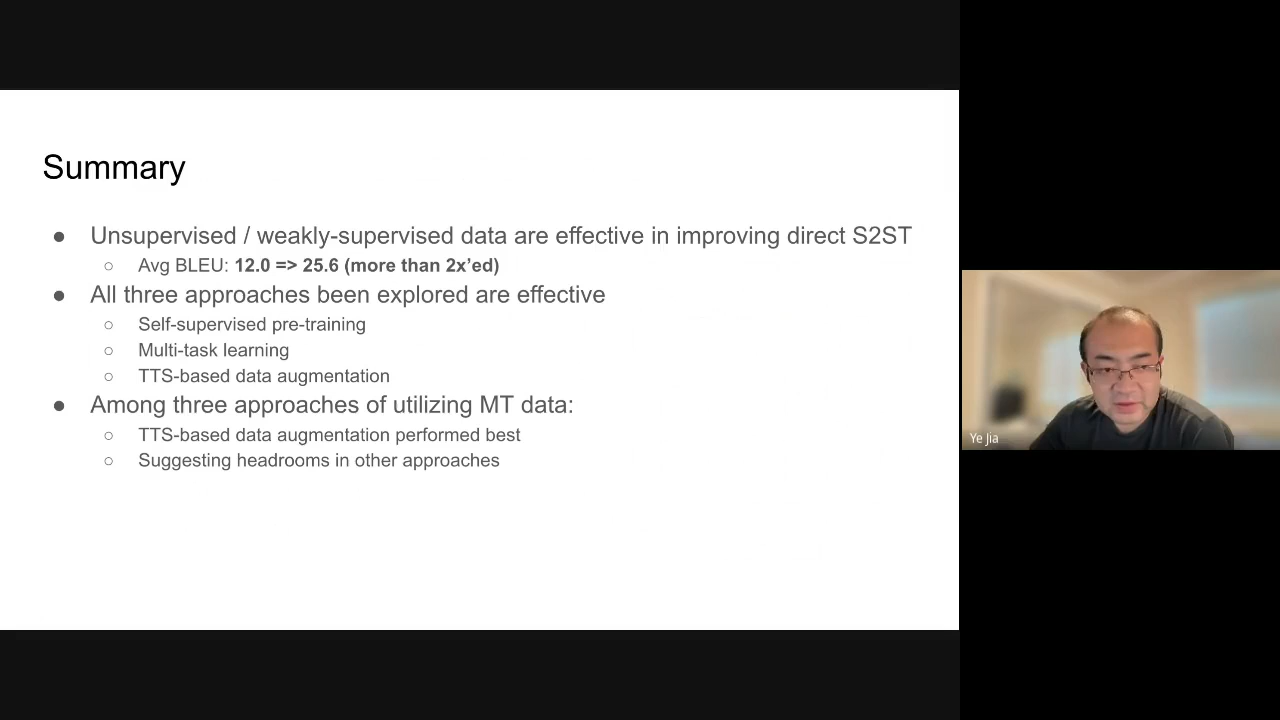 Summary
● Unsupervised / weakly-supervised data are effective in improving direct S2ST
○ Avg BLEU: 12.0 => 25.6 (more than 2x’ed)
● All three approaches been explored are effective
○ Self-supervised pre-training
○ Multi-task learning
○ TTS-based data augmentation
● Among three approaches of utilizing MT data:
○ TTS-based data augmentation performed best
○ Suggesting headrooms in other approaches
Ye Jia